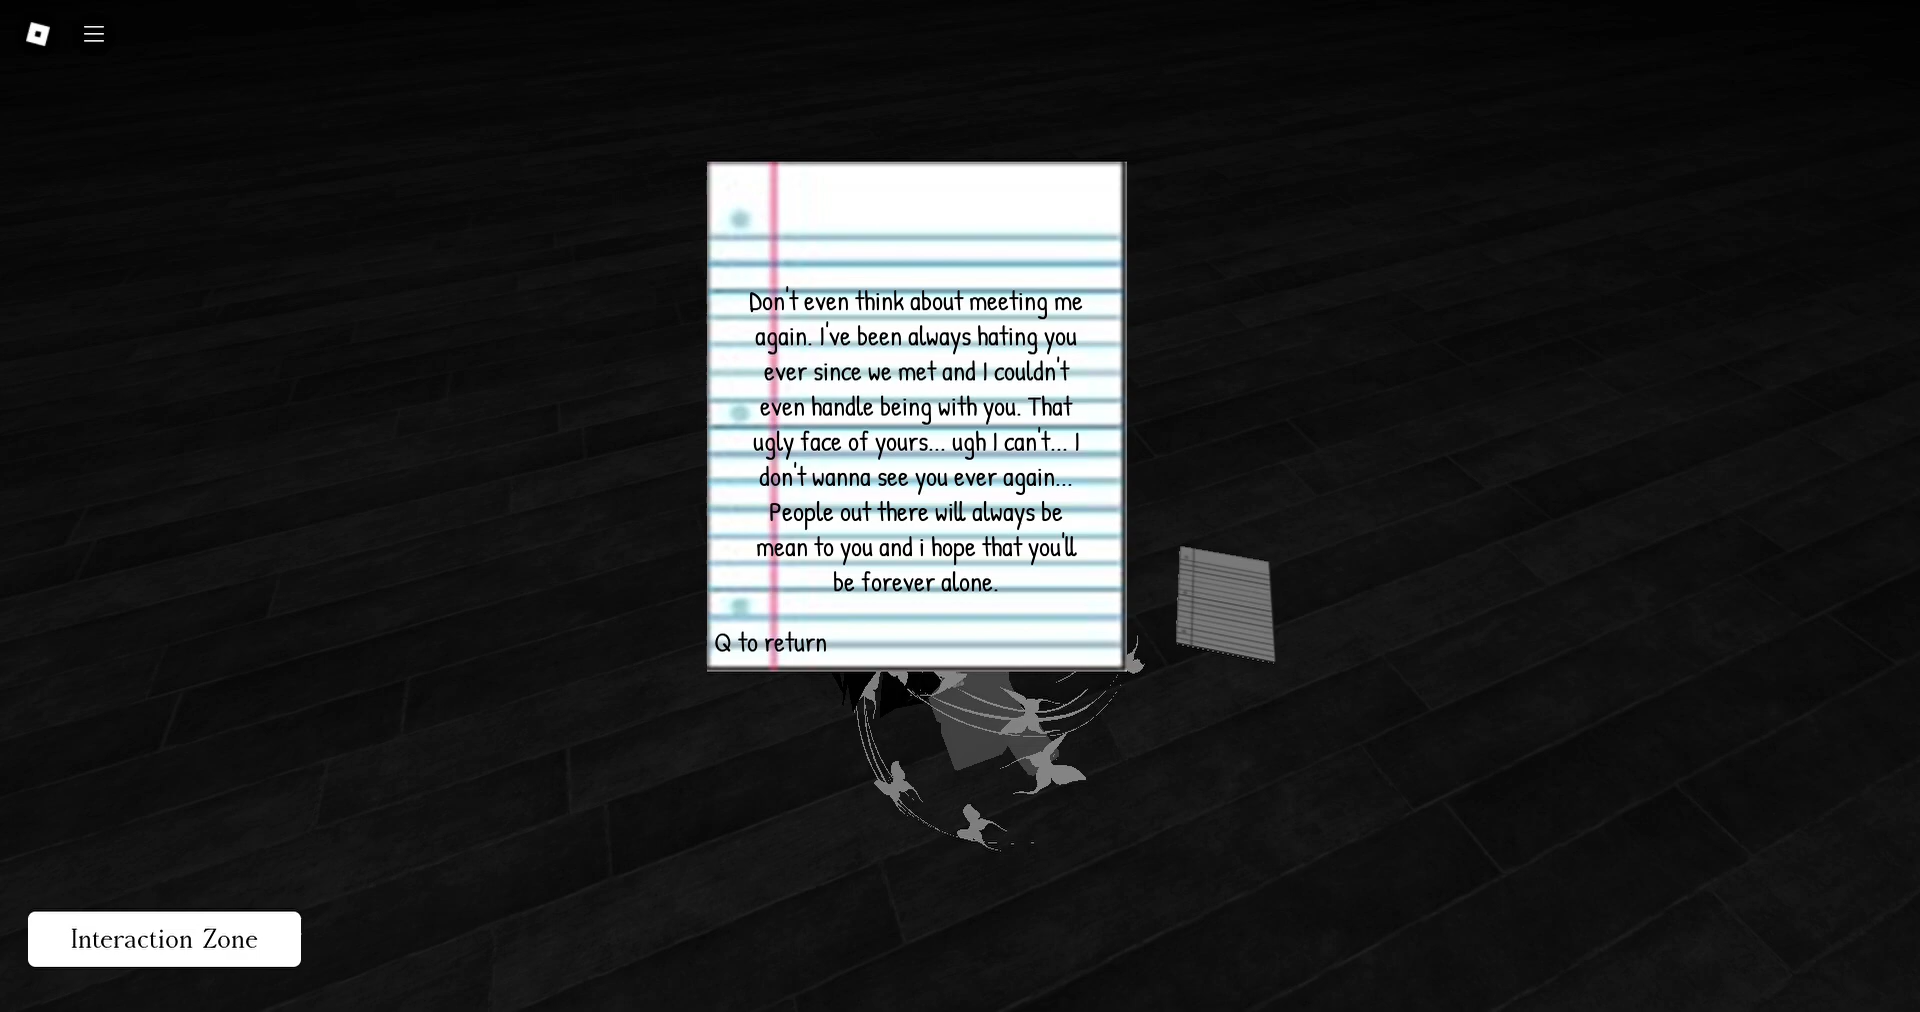 Don't even think about meeting me
again. I've been always hating you
ever since we met and I couldn't
even handle being with you. That
ugly face of yours... ugh I can't... I
don't wanna see you ever again...
People out there will always be
mean to you and i hope that you'll
be forever alone.
Q to return
Interaction Zone